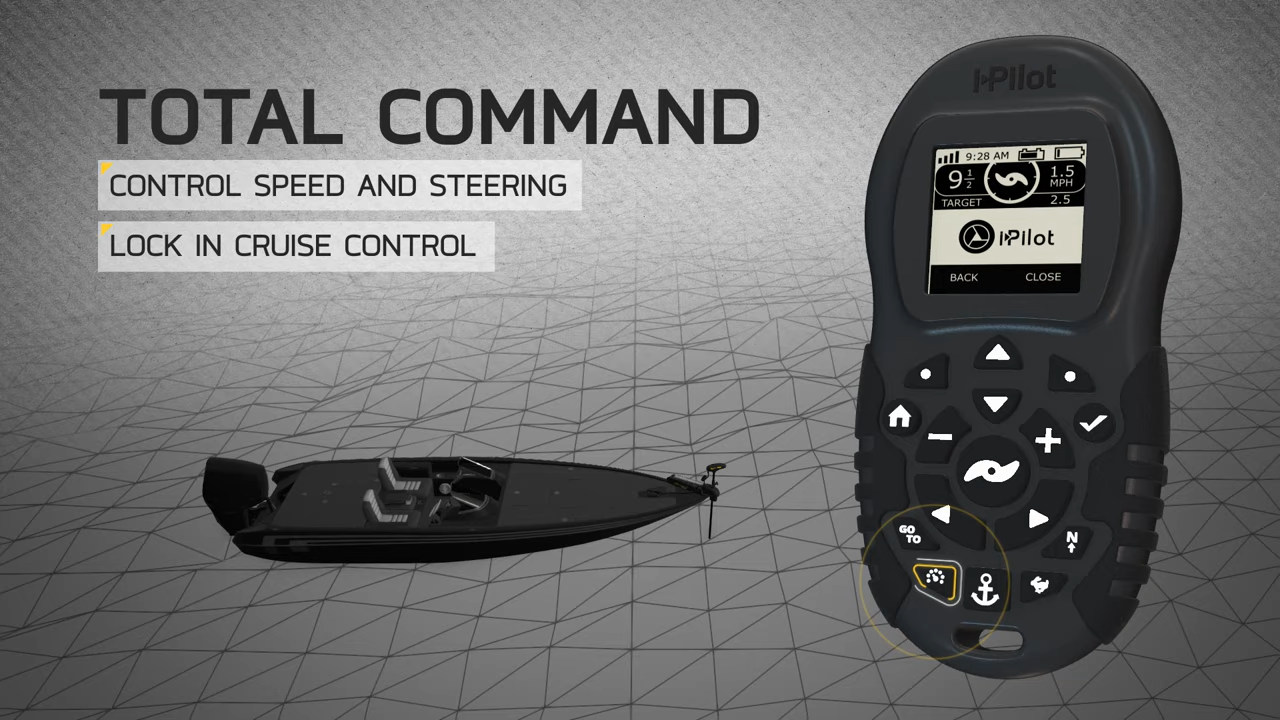 TOTAL COMMAND
CONTROL SPEED AND STEERING
LOCK IN CRUISE CONTROL
i-Pilot
9:28 AM
9 1/2
1.5
MPH
TARGET
2.5
i-Pilot
BACK
CLOSE
GO
TO
N